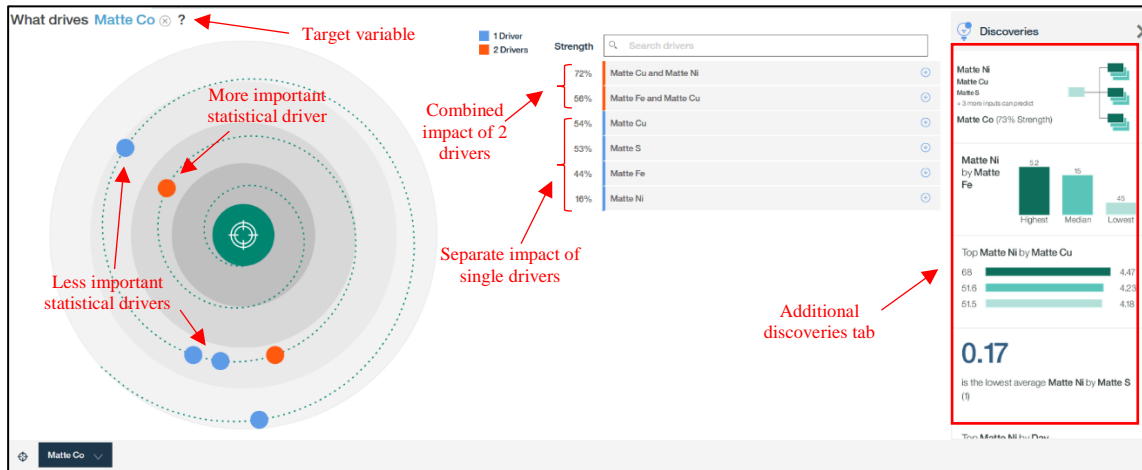 What drives Matte Co ?
Target variable
1 Driver
2 Drivers
Strength
Search drivers
72%
Matte Cu and Matte Ni
56%
Matte Fe and Matte Cu
54%
Matte Cu
53%
Matte S
44%
Matte Fe
16%
Matte Ni
More important
statistical driver
Combined
impact of 2
drivers
Less important
statistical drivers
Separate impact of
single drivers
Additional
discoveries tab
Discoveries
Matte Ni
Matte Cu
Matte S
+ 3 more inputs can predict
Matte Co (73% Strength)
Matte Ni
by Matte
Fe
5.2
15
45
Highest
Median
Lowest
Top Matte Ni by Matte Cu
68
4.47
51.6
4.23
51.5
4.18
0.17
is the lowest average Matte Ni by Matte S
(1)
Top Matte Ni by Day
Matte Co